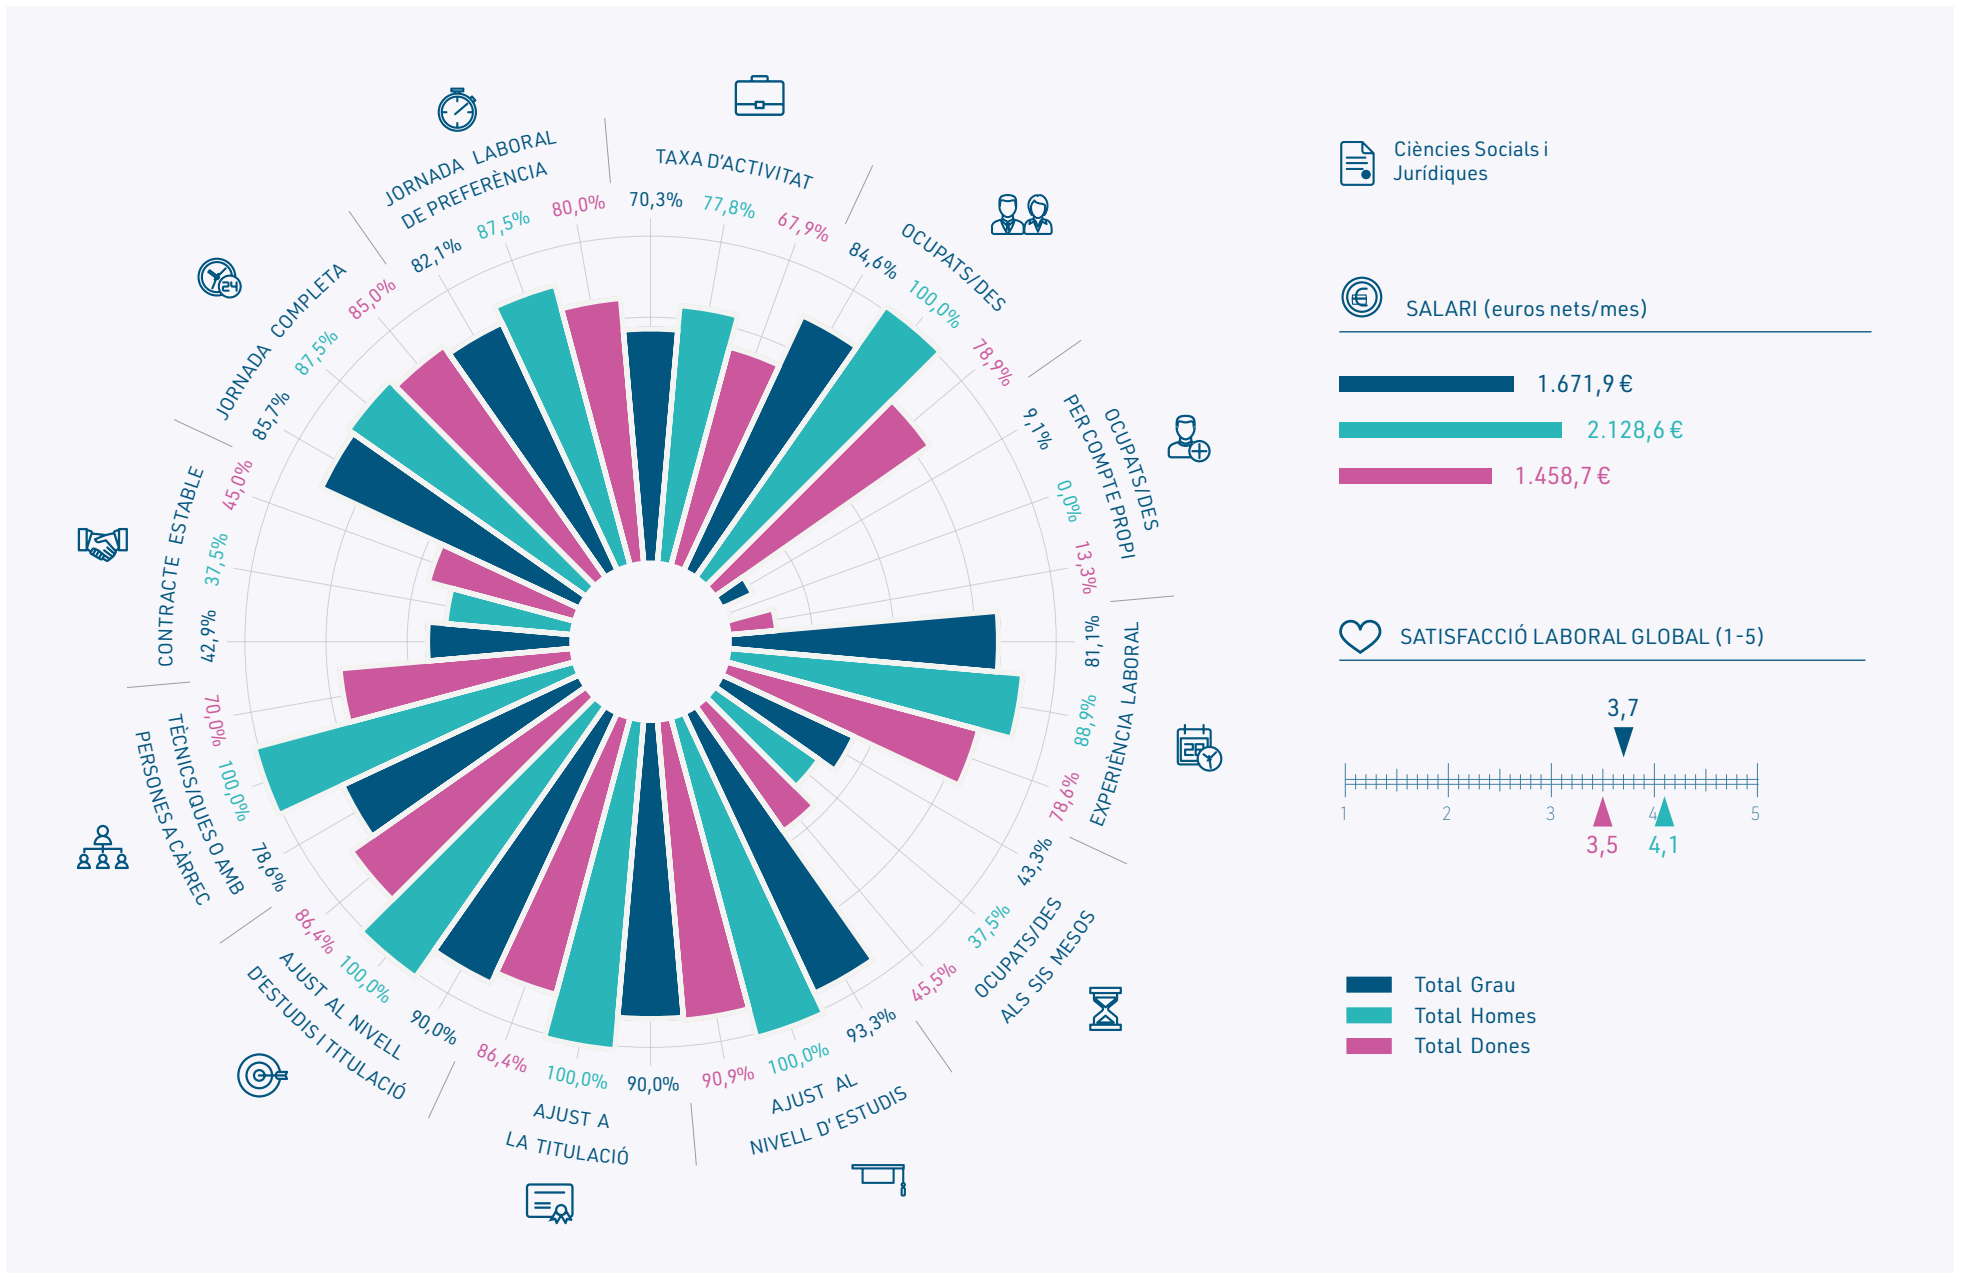 JORNADA LABORAL
DE PREFERÈNCIA
82,1%
87,5%
80,0%
TAXA D'ACTIVITAT
70,3%
77,8%
67,9%
OCUPATS/DES
84,6%
100,0%
78,9%
OCUPATS/DES
PER COMPTE PROPI
9,1%
0,0%
13,3%
EXPERIÈNCIA LABORAL
81,1%
88,9%
78,6%
OCUPATS/DES
ALS SIS MESOS
43,3%
37,5%
45,5%
AJUST AL
NIVELL D'ESTUDIS
93,3%
100,0%
90,9%
AJUST A
LA TITULACIÓ
90,0%
100,0%
86,4%
AJUST AL NIVELL
D'ESTUDIS I TITULACIÓ
90,0%
100,0%
86,4%
TÈCNICS/QUES O AMB
PERSONES A CÀRREC
78,6%
100,0%
70,0%
CONTRACTE ESTABLE
42,9%
37,5%
45,0%
JORNADA COMPLETA
85,7%
87,5%
85,0%
24
28
Ciències Socials i
Jurídiques
SALARI (euros nets/mes)
1.671,9 €
2.128,6 €
1.458,7 €
SATISFACCIÓ LABORAL GLOBAL (1-5)
3,7
1 2 3 4 5
3,5 4,1
Total Grau
Total Homes
Total Dones